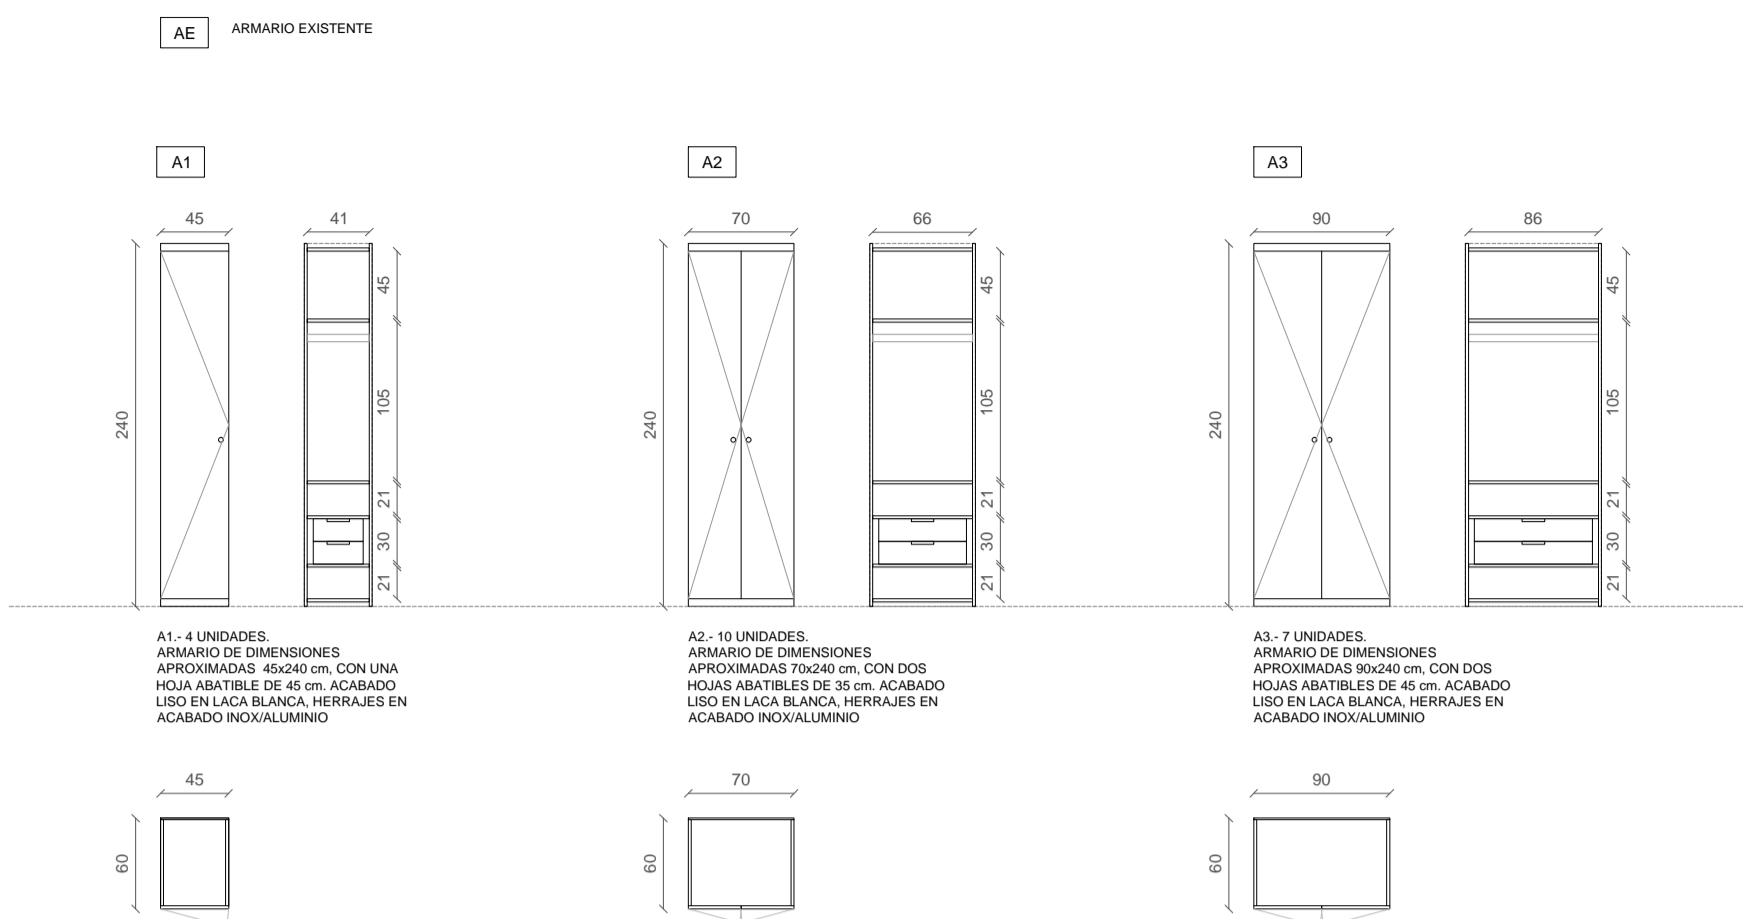 AE ARMARIO EXISTENTE
A1
A2
A3
45 41
70 66
90 86
240
45
105
21
30
21
240
45
105
21
30
21
240
45
105
21
30
21
A1.- 4 UNIDADES.
ARMARIO DE DIMENSIONES
APROXIMADAS 45x240 cm, CON UNA
HOJA ABATIBLE DE 45 cm. ACABADO
LISO EN LACA BLANCA, HERRAJES EN
ACABADO INOX/ALUMINIO
A2.- 10 UNIDADES.
ARMARIO DE DIMENSIONES
APROXIMADAS 70x240 cm, CON DOS
HOJAS ABATIBLES DE 35 cm. ACABADO
LISO EN LACA BLANCA, HERRAJES EN
ACABADO INOX/ALUMINIO
A3.- 7 UNIDADES.
ARMARIO DE DIMENSIONES
APROXIMADAS 90x240 cm, CON DOS
HOJAS ABATIBLES DE 45 cm. ACABADO
LISO EN LACA BLANCA, HERRAJES EN
ACABADO INOX/ALUMINIO
45
60
70
60
90
60